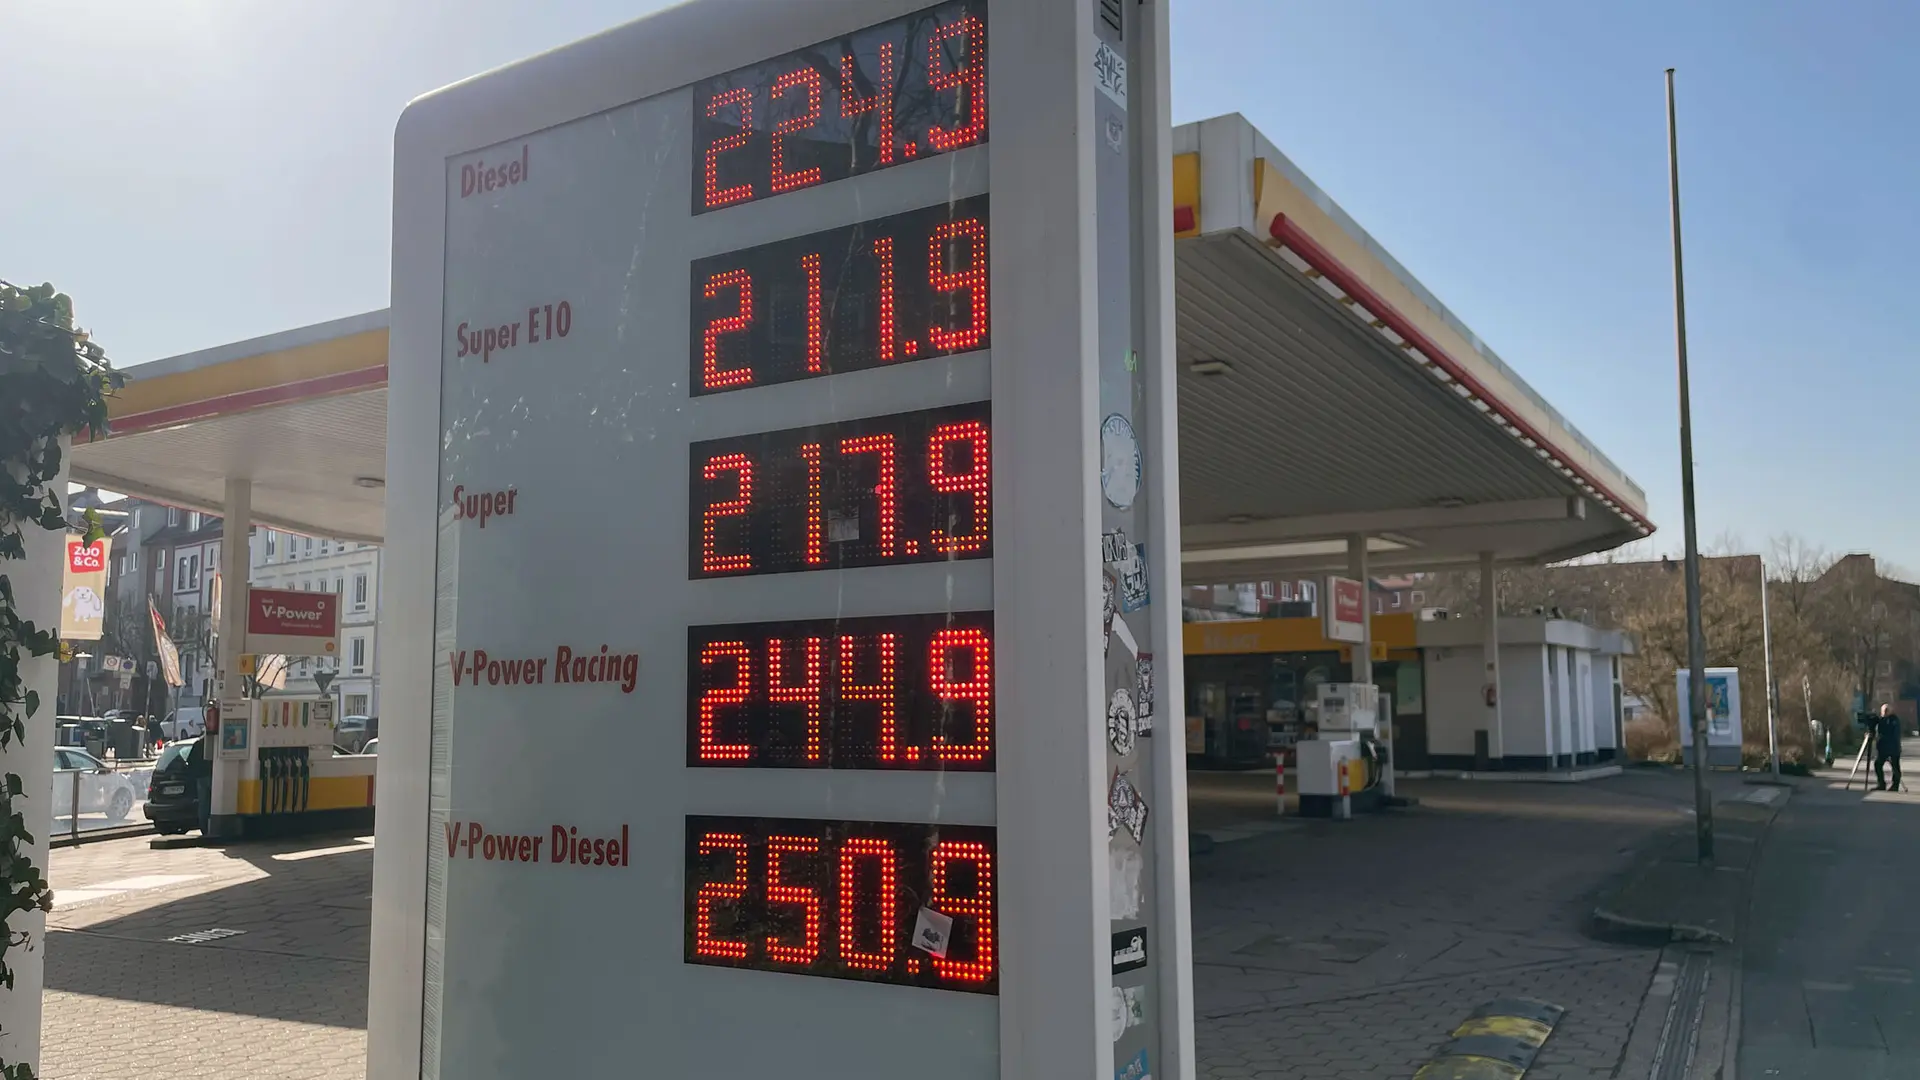 Diesel 224.9
Super E10 211.9
Super 217.9
V-Power Racing 244.9
V-Power Diesel 250.9
ZOO
& Co.
V-Power